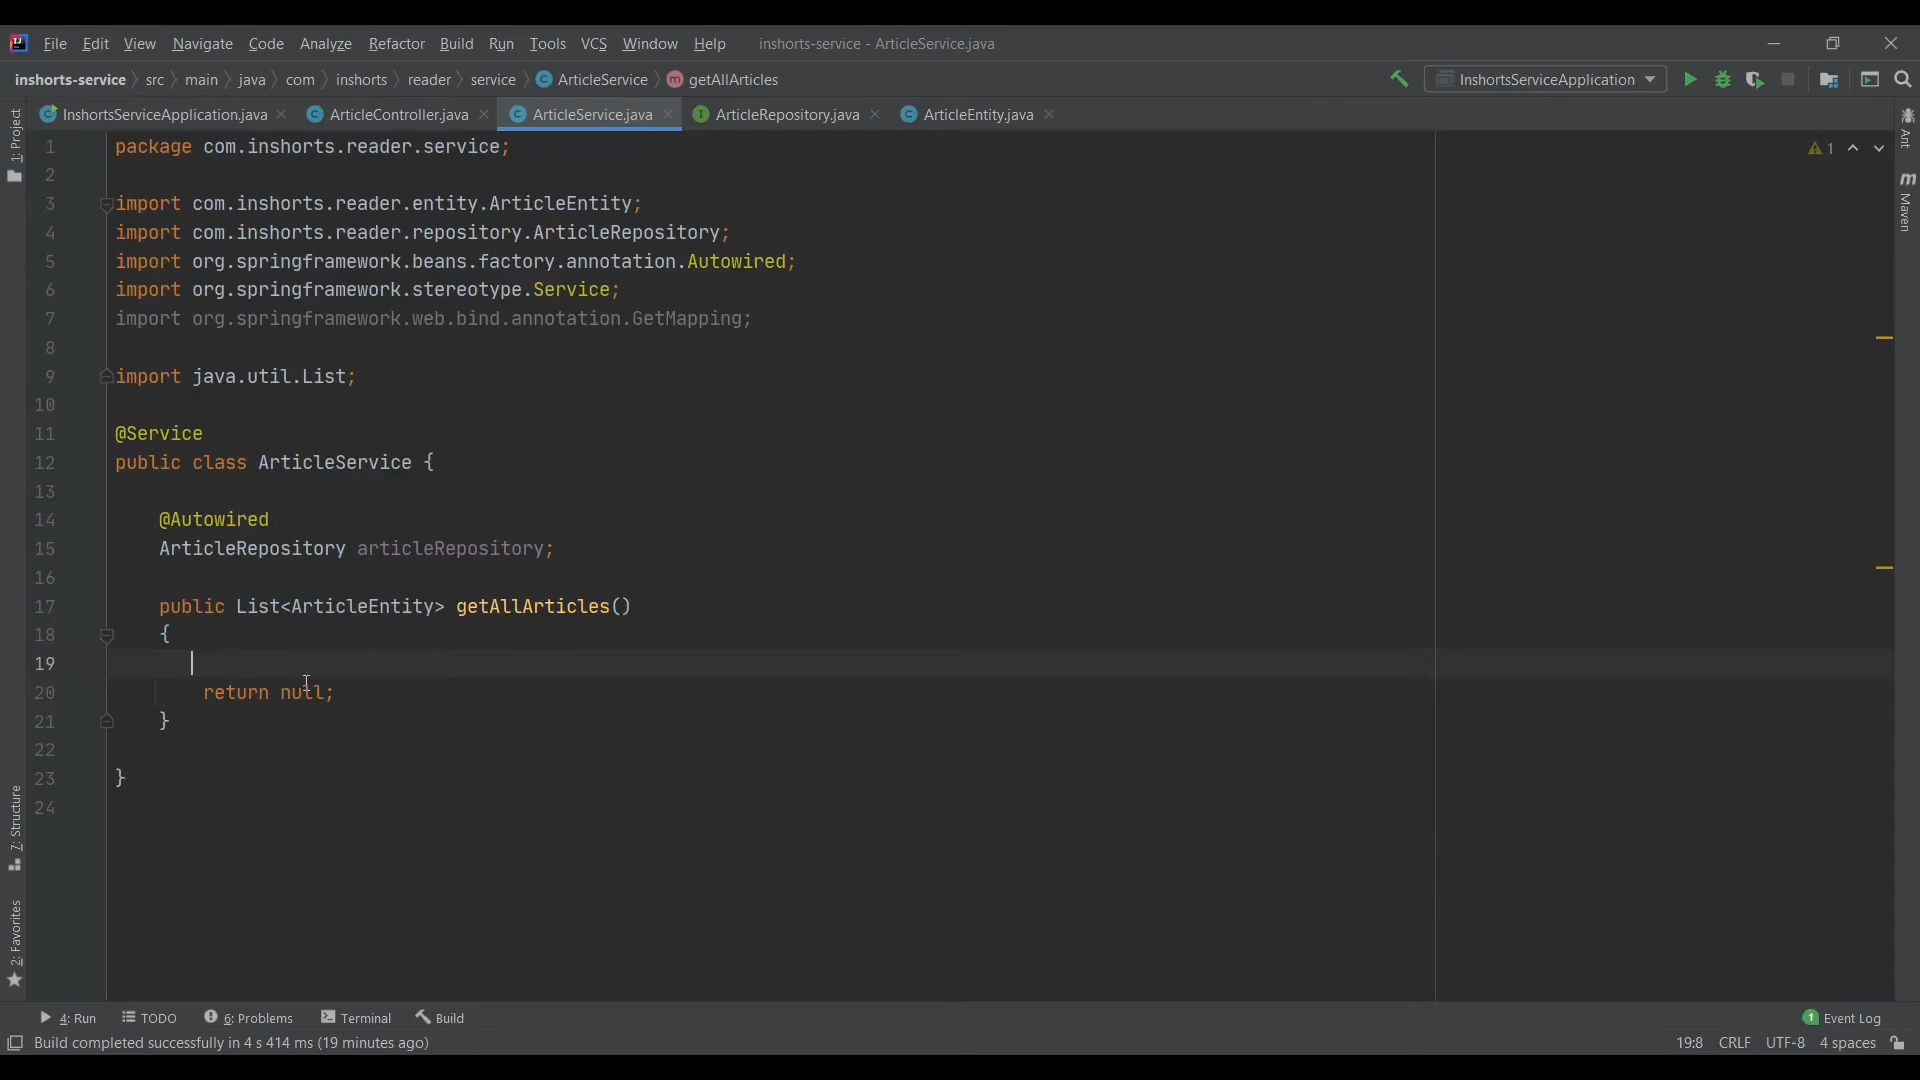 File Edit View Navigate Code Analyze Refactor Build Run Tools VCS Window Help inshorts-service - ArticleService.java
inshorts-service src main java com inshorts reader service ArticleService getAllArticles InshortsServiceApplication
InshortsServiceApplication.java ArticleController.java ArticleService.java ArticleRepository.java ArticleEntity.java
1: Project
7: Structure
2: Favorites
1 package com.inshorts.reader.service;
2
3 import com.inshorts.reader.entity.ArticleEntity;
4 import com.inshorts.reader.repository.ArticleRepository;
5 import org.springframework.beans.factory.annotation.Autowired;
6 import org.springframework.stereotype.Service;
7 import org.springframework.web.bind.annotation.GetMapping;
8
9 import java.util.List;
10
11 @Service
12 public class ArticleService {
13
14 @Autowired
15 ArticleRepository articleRepository;
16
17 public List<ArticleEntity> getAllArticles()
18 {
19
20 return null;
21 }
22
23 }
24
1
Ant
m Maven
4: Run TODO 6: Problems Terminal Build 1 Event Log
Build completed successfully in 4 s 414 ms (19 minutes ago) 19:8 CRLF UTF-8 4 spaces